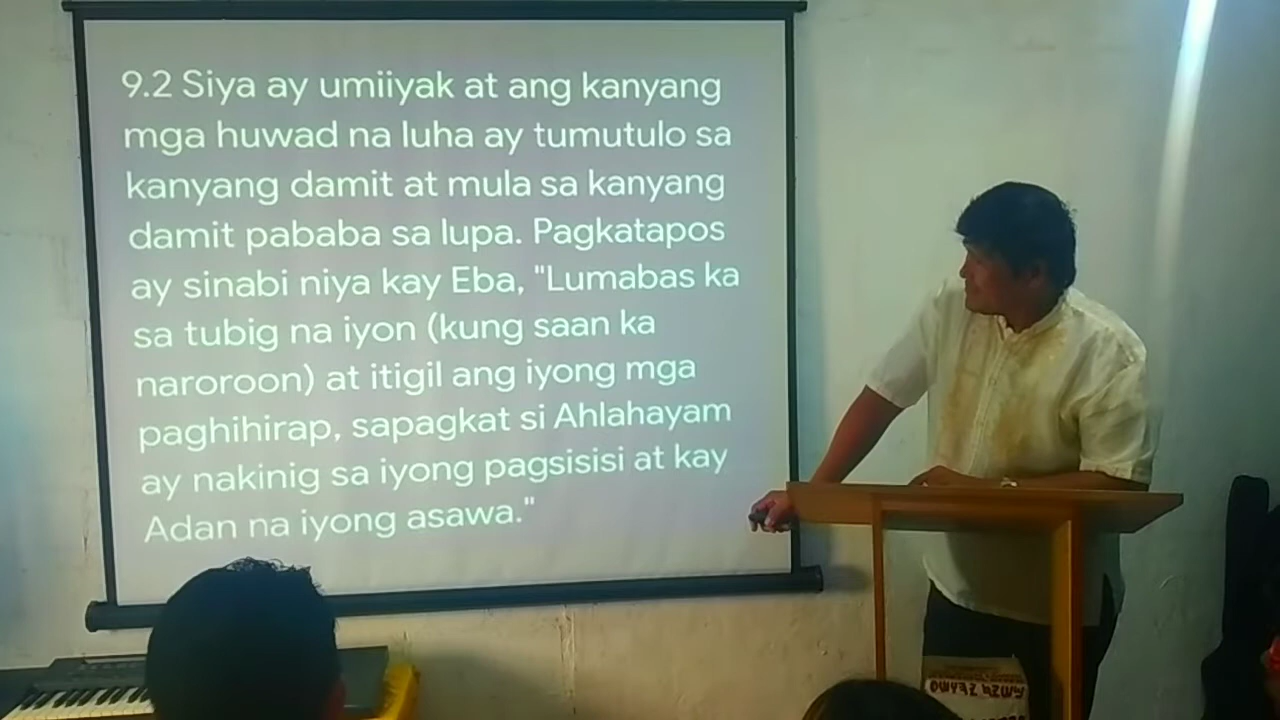 9.2 Siya ay umiiyak at ang kanyang
mga huwad na luha ay tumutulo sa
kanyang damit at mula sa kanyang
damit pababa sa lupa. Pagkatapos
ay sinabi niya kay Eba, "Lumabas ka
sa tubig na iyon (kung saan ka
naroroon) at itigil ang iyong mga
paghihirap, sapagkat si Ahlahayam
ay nakinig sa iyong pagsisisi at kay
Adan na iyong asawa."